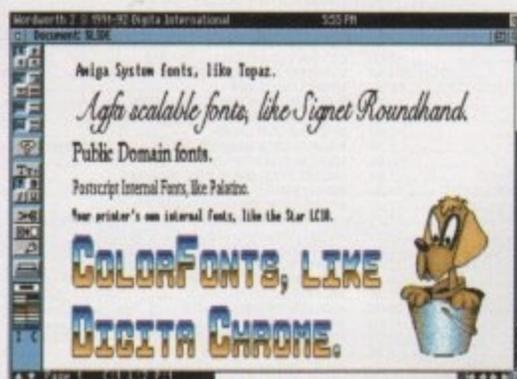 Wordworth 2 © 1991-92 Digita International 5:55 PM
Document: SLIDE
Amiga System fonts, like Topaz.
Agfa scalable fonts, like Signet Roundhand.
Public Domain fonts.
Postscript Internal Fonts, like Palatino.
Your printer's own internal fonts, like the Star LC10.
COLORFONTS, LIKE
DIGITA CHROME.
Page 1